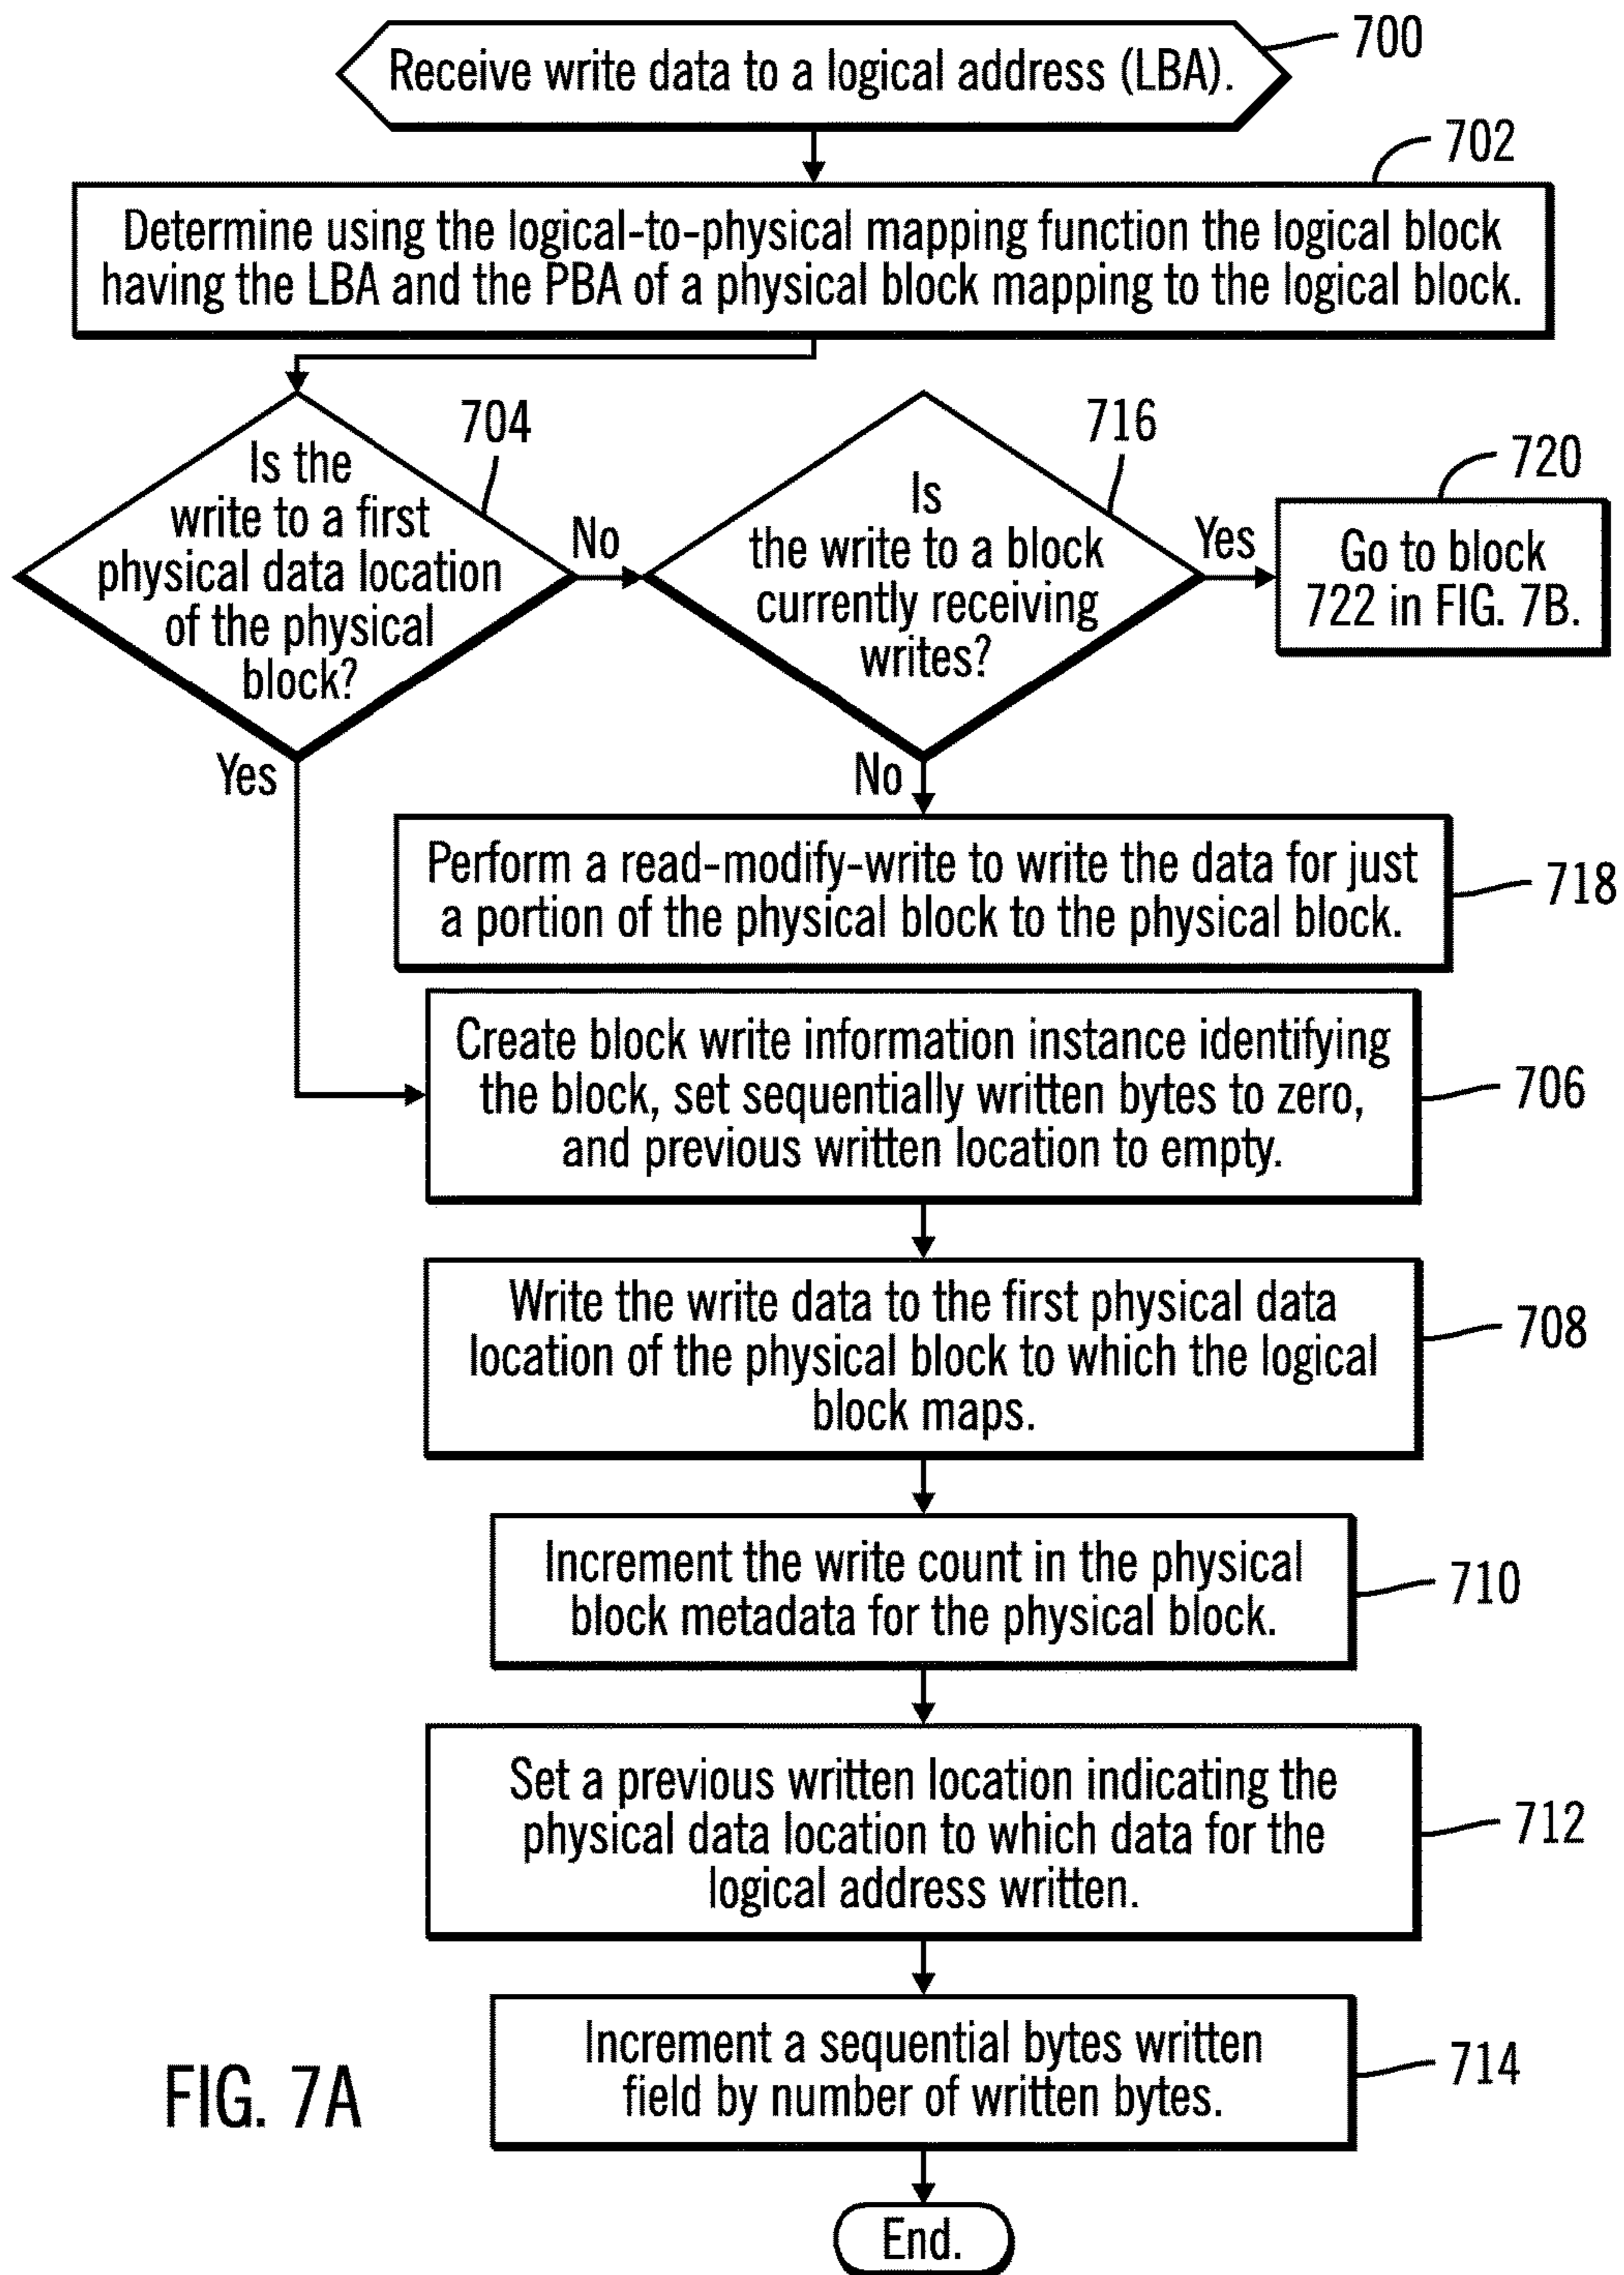 Receive write data to a logical address (LBA).
700
702
Determine using the logical-to-physical mapping function the logical block
having the LBA and the PBA of a physical block mapping to the logical block.
704
Is the
write to a first
physical data location
of the physical
block?
No
Yes
716
Is
the write to a block
currently receiving
writes?
Yes
No
720
Go to block
722 in FIG. 7B.
Perform a read-modify-write to write the data for just
a portion of the physical block to the physical block.
718
Create block write information instance identifying
the block, set sequentially written bytes to zero,
and previous written location to empty.
706
Write the write data to the first physical data
location of the physical block to which the logical
block maps.
708
Increment the write count in the physical
block metadata for the physical block.
710
Set a previous written location indicating the
physical data location to which data for the
logical address written.
712
Increment a sequential bytes written
field by number of written bytes.
714
FIG. 7A
End.